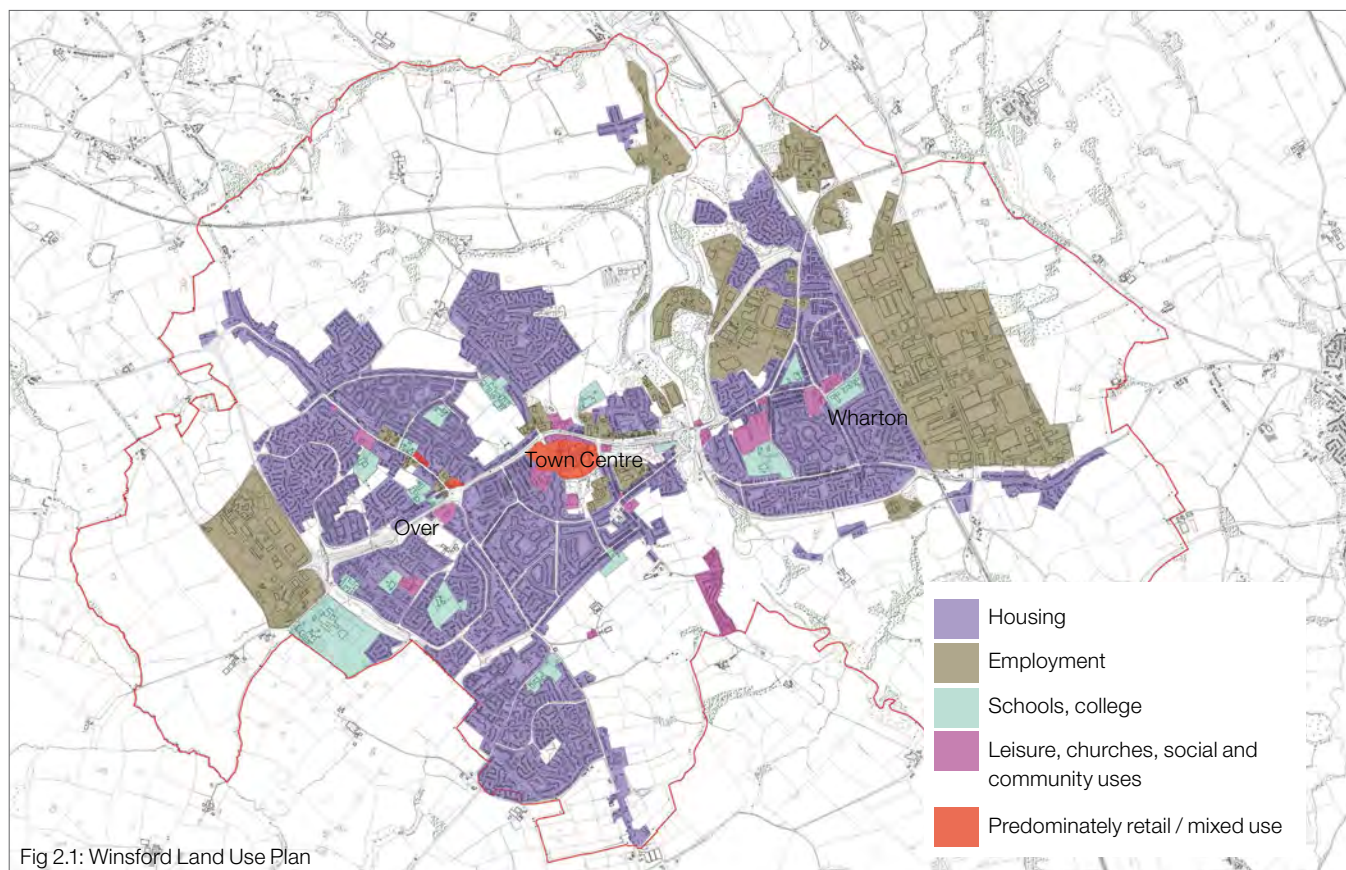 Wharton
Town Centre
Over
Housing
Employment
Schools, college
Leisure, churches, social and
community uses
Predominately retail / mixed use
Fig 2.1: Winsford Land Use Plan